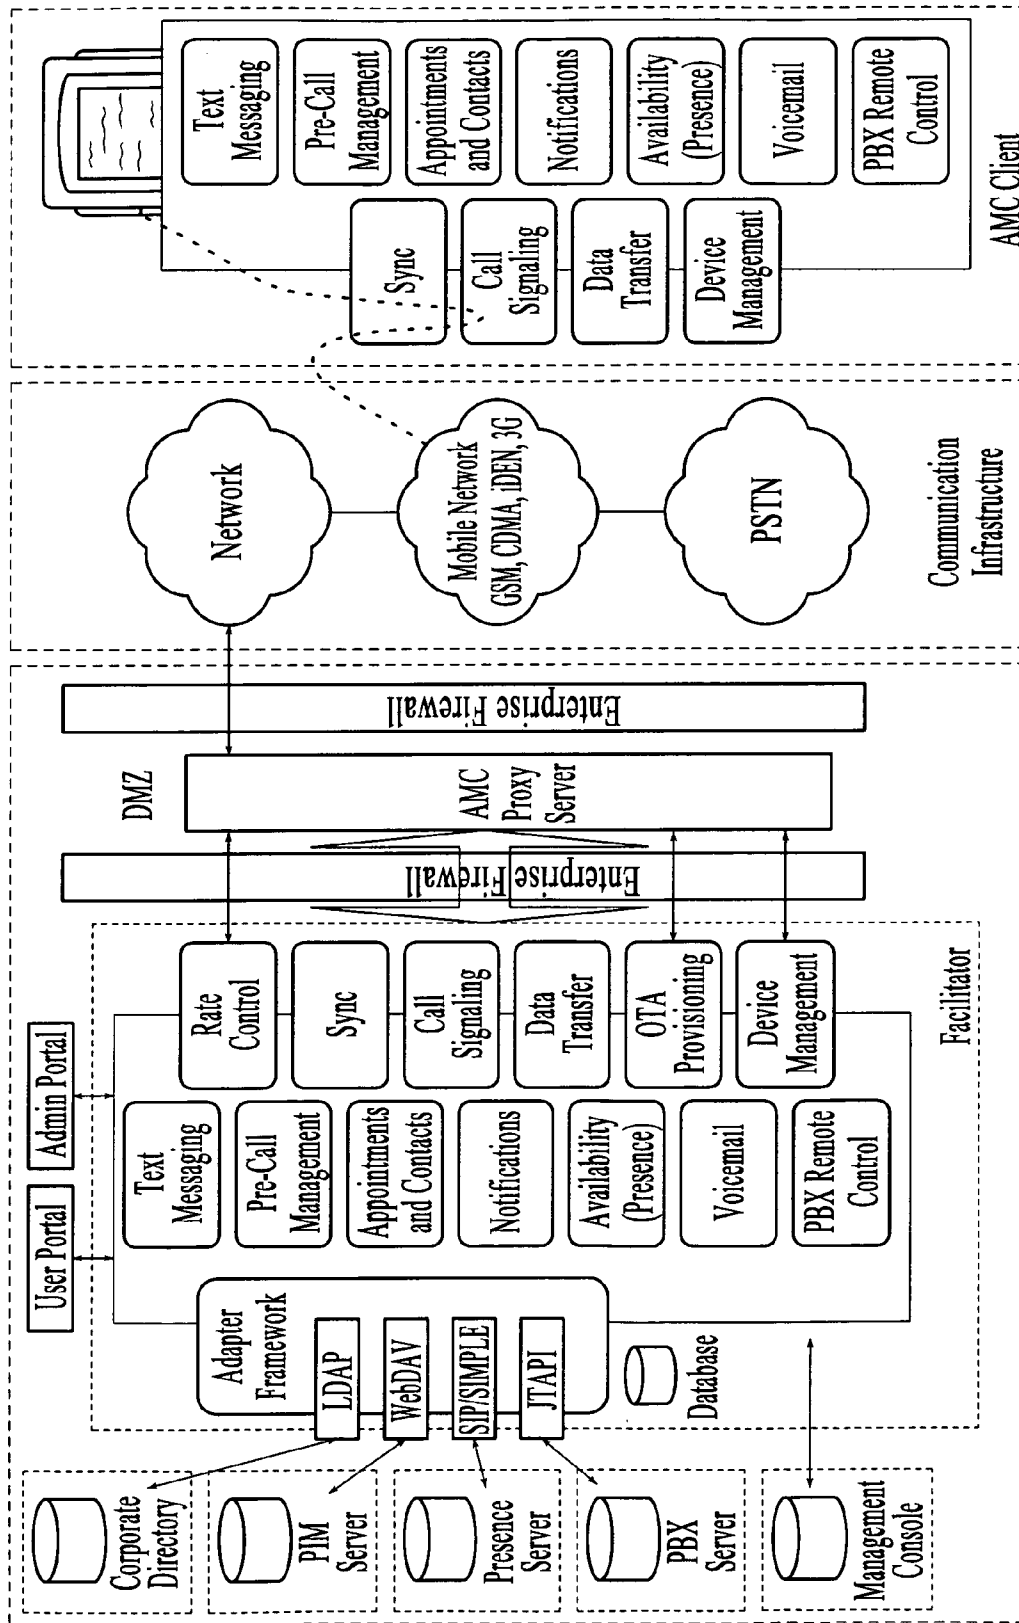 Corporate
Directory
PIM
Server
Presence
Server
PBX
Server
Management
Console
User Portal
Admin Portal
Adapter
Framework
LDAP
WebDAV
SIP/SIMPLE
JTAPI
Database
Text
Messaging
Pre-Call
Management
Appointments
and Contacts
Notifications
Availability
(Presence)
Voicemail
PBX Remote
Control
Rate
Control
Sync
Call
Signaling
Data
Transfer
OTA
Provisioning
Device
Management
Facilitator
Enterprise Firewall
DMZ
AMC
Proxy
Server
Enterprise Firewall
Network
Mobile Network
GSM, CDMA, iDEN, 3G
PSTN
Communication
Infrastructure
Sync
Call
Signaling
Data
Transfer
Device
Management
Text
Messaging
Pre-Call
Management
Appointments
and Contacts
Notifications
Availability
(Presence)
Voicemail
PBX Remote
Control
AMC Client